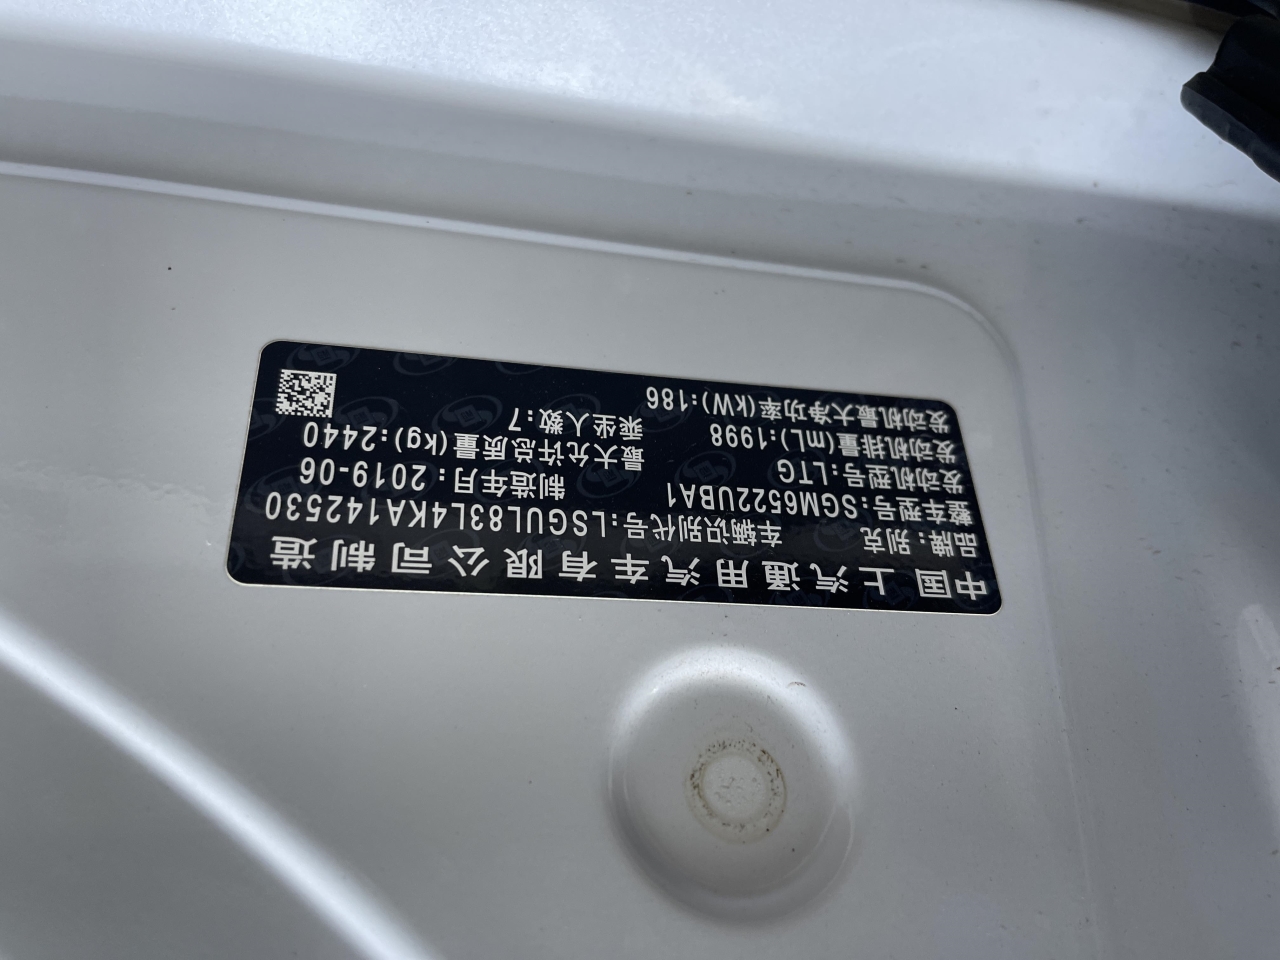 中国上汽通用汽车有限公司制造
品牌：别克 车辆识别代号:LSGUL83L4KA142530
整车型号:SGM6522UBA1 制造年月：2019-06
发动机型号:LTG 最大允许总质量(kg):2440
发动机排量(mL):1998 乘坐人数:7
发动机最大净功率(kW):186